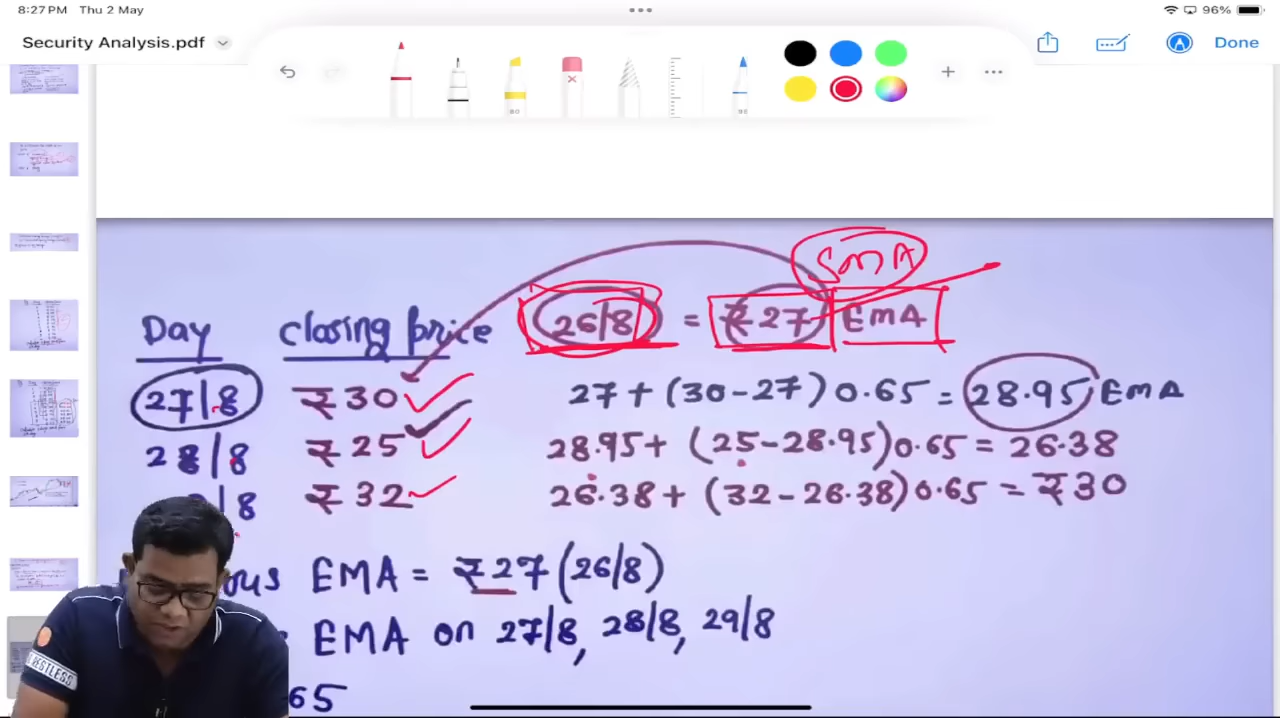 8:27 PM Thu 2 May
96%
Security Analysis.pdf
Done
80
98
SMA
Day closing price 26/8 = ₹27 EMA
27/8 ₹30 27 + (30-27) 0.65 = 28.95 EMA
28/8 ₹25 28.95 + (25-28.95) 0.65 = 26.38
/8 ₹32 26.38 + (32-26.38) 0.65 = ₹30
EMA = ₹27 (26/8)
EMA on 27/8, 28/8, 29/8
65
RESTLESS